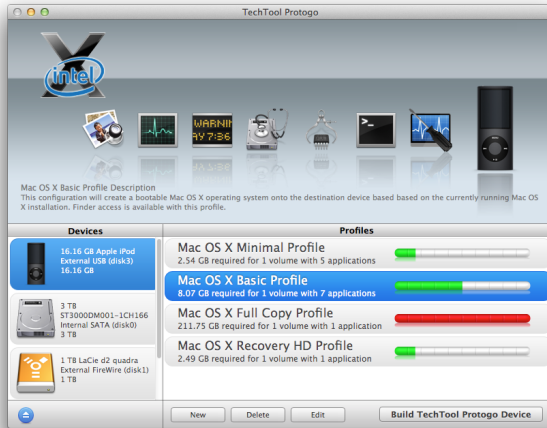 TechTool Protogo
X
intel
WARNIN
AY 7:36
>_
Mac OS X Basic Profile Description
This configuration will create a bootable Mac OS X operating system onto the destination device based based on the currently running Mac OS
X installation. Finder access is available with this profile.
Devices
Profiles
16.16 GB Apple iPod
External USB (disk3)
16.16 GB
3 TB
ST3000DM001-1CH166
Internal SATA (disk0)
3 TB
1 TB LaCie d2 quadra
External FireWire (disk1)
1 TB
Mac OS X Minimal Profile
2.54 GB required for 1 volume with 5 applications
Mac OS X Basic Profile
8.07 GB required for 1 volume with 7 applications
Mac OS X Full Copy Profile
211.75 GB required for 1 volume with 1 application
Mac OS X Recovery HD Profile
2.49 GB required for 1 volume with 1 application
New
Delete
Edit
Build TechTool Protogo Device